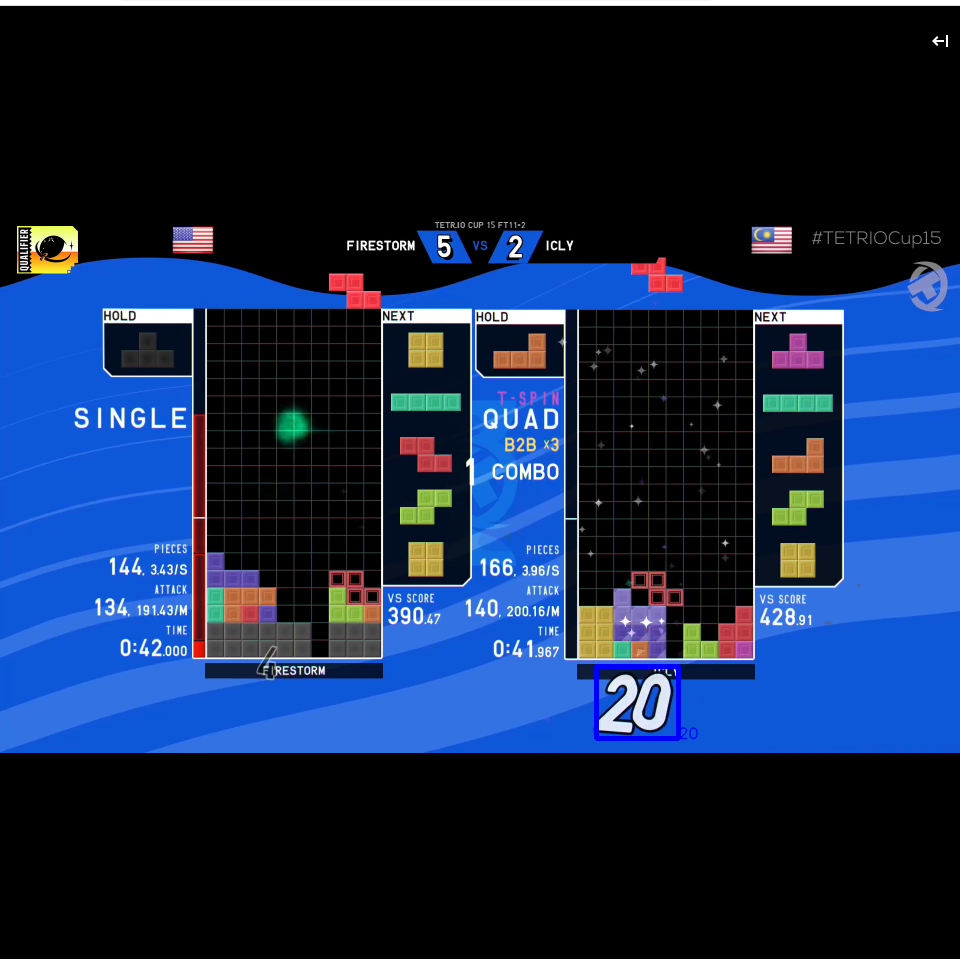 TETR.IO CUP 15 FT11-2
QUALIFIER
FIRESTORM 5 VS 2 ICLY
#TETRIOCup15
HOLD
NEXT
SINGLE
PIECES
144, 3.43/S
ATTACK
134, 191.43/M
TIME
0:42.000
VS SCORE
390.47
4
FIRESTORM
HOLD
NEXT
T-SPIN
QUAD
B2B x3
1 COMBO
PIECES
166, 3.96/S
ATTACK
140, 200.16/M
TIME
0:41.967
VS SCORE
428.91
20
20